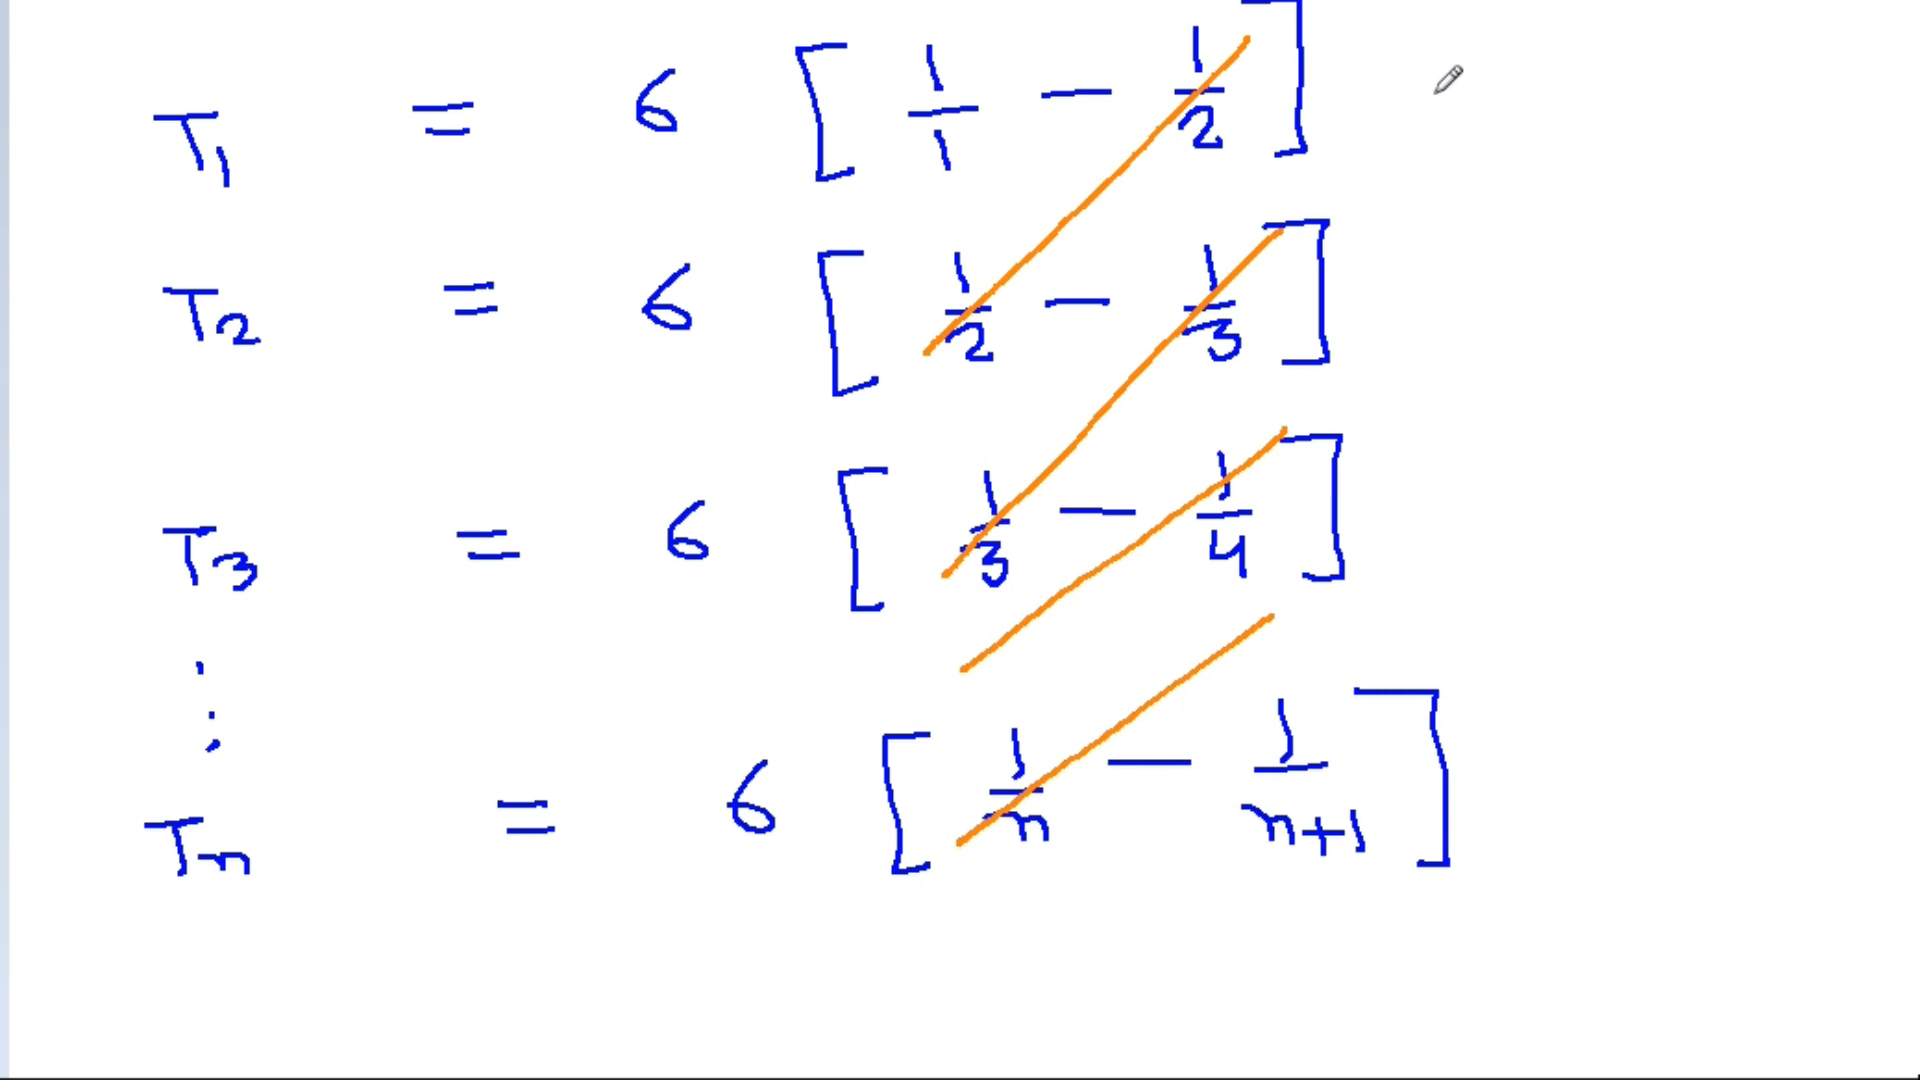 T₁ = 6 [ 1/1 − 1/2 ]
T₂ = 6 [ 1/2 − 1/3 ]
T₃ = 6 [ 1/3 − 1/4 ]
⋮
Tₙ = 6 [ 1/n − 1/n+1 ]